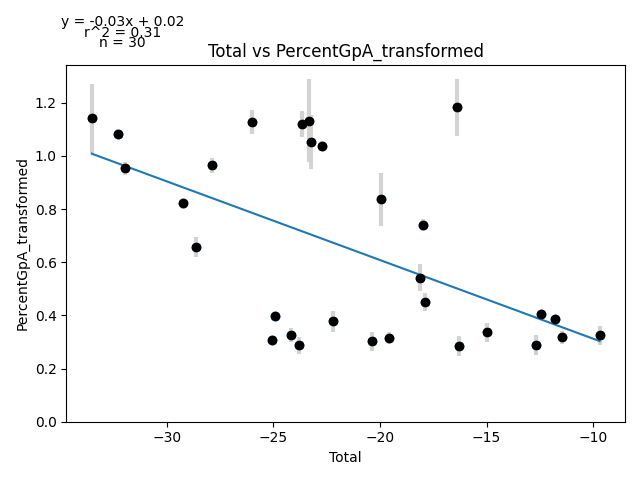 y = -0.03x + 0.02
r^2 = 0.31
n = 30
Total vs PercentGpA_transformed
PercentGpA_transformed
1.2
1.0
0.8
0.6
0.4
0.2
0.0
−30
−25
−20
−15
−10
Total